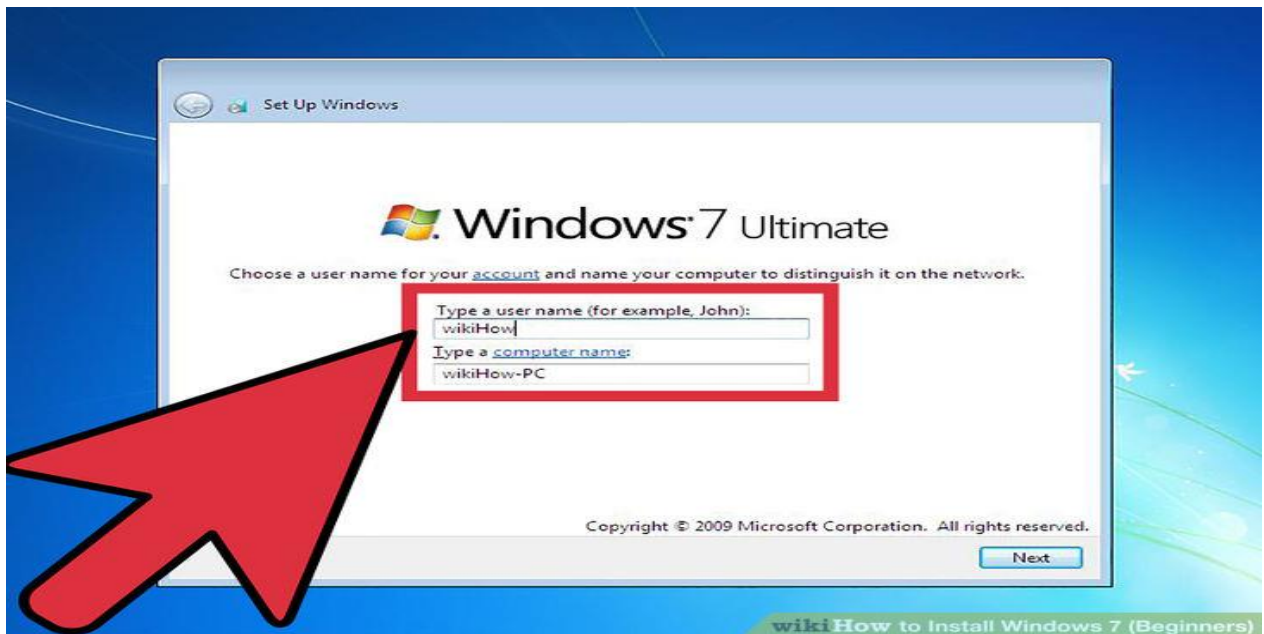 Set Up Windows
Windows 7 Ultimate
Choose a user name for your account and name your computer to distinguish it on the network.
Type a user name (for example, John):
wikiHow
Type a computer name:
wikiHow-PC
Copyright © 2009 Microsoft Corporation. All rights reserved.
Next
wikiHow to Install Windows 7 (Beginners)